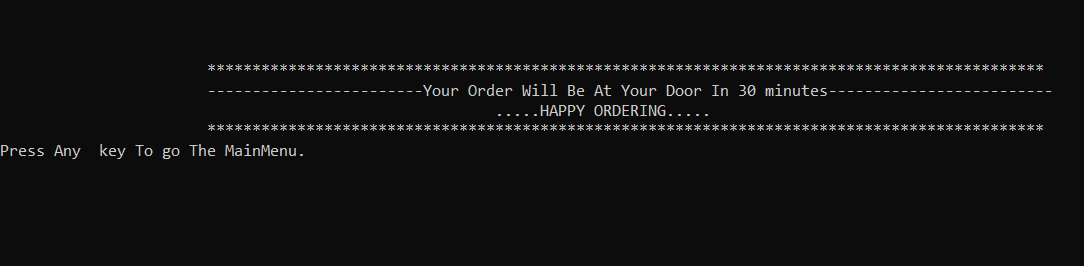 *********************************************************************************************
------------------------Your Order Will Be At Your Door In 30 minutes-------------------------
.....HAPPY ORDERING.....
*********************************************************************************************
Press Any  key To go The MainMenu.